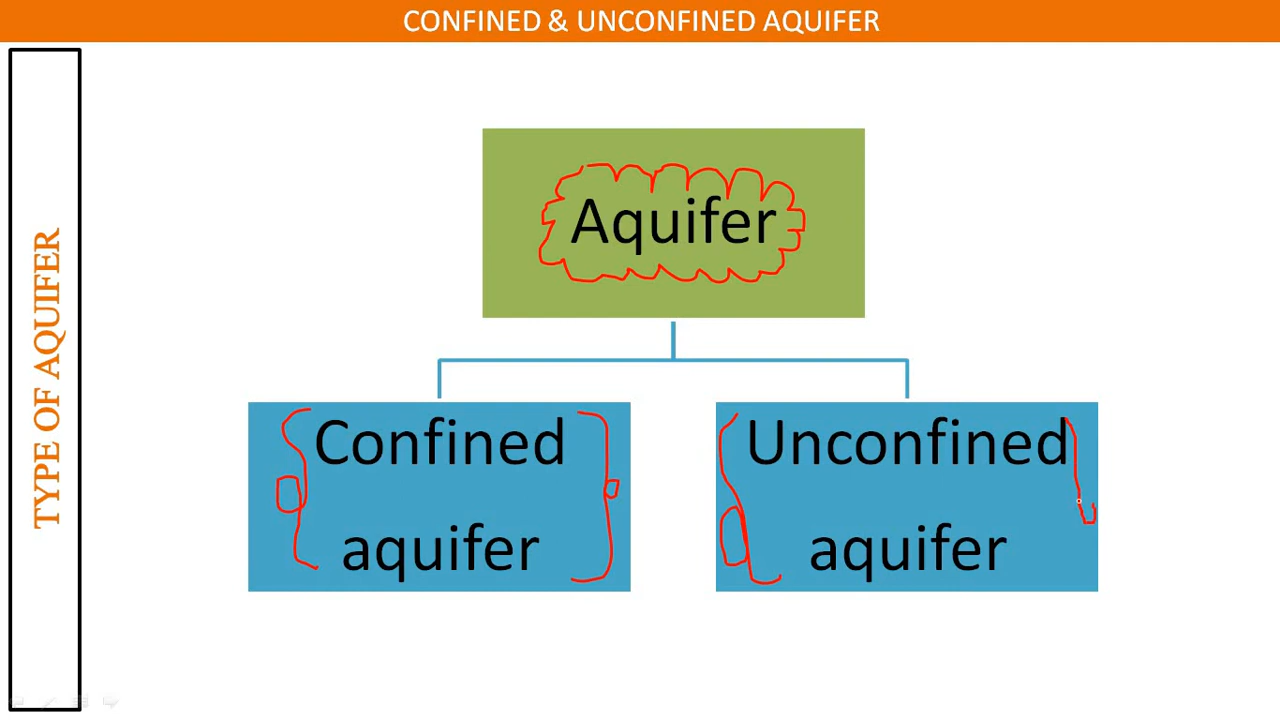 CONFINED & UNCONFINED AQUIFER
TYPE OF AQUIFER
Aquifer
Confined
aquifer
Unconfined
aquifer